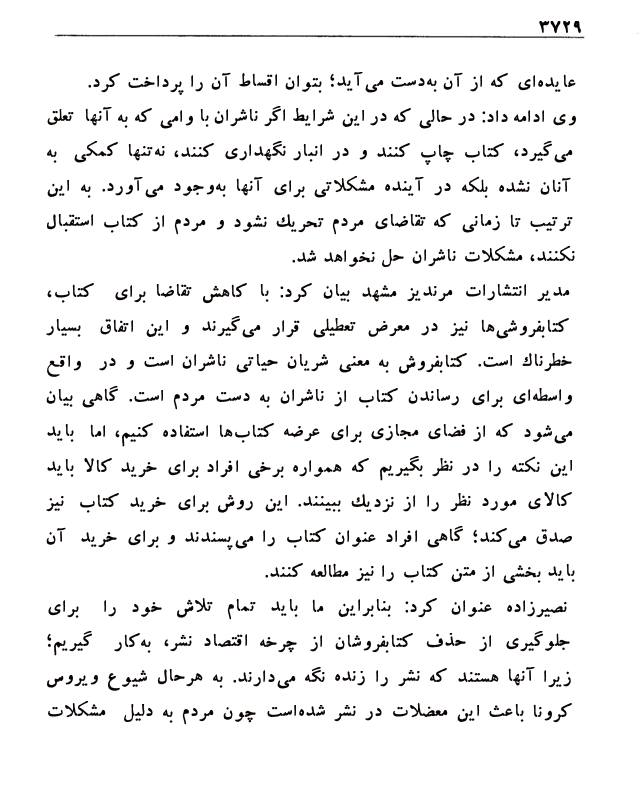 ۳۷۲۹
عایده‌ای که از آن به‌دست می‌آید؛ بتوان اقساط آن را پرداخت کرد.
وی ادامه داد: در حالی که در این شرایط اگر ناشران با وامی که به آنها تعلق
می‌گیرد، کتاب چاپ کنند و در انبار نگهداری کنند، نه‌تنها کمکی به
آنان نشده بلکه در آینده مشکلاتی برای آنها به‌وجود می‌آورد. به این
ترتیب تا زمانی که تقاضای مردم تحریك نشود و مردم از کتاب استقبال
نکنند، مشکلات ناشران حل نخواهد شد.
مدیر انتشارات مرندیز مشهد بیان کرد: با کاهش تقاضا برای کتاب،
کتابفروشی‌ها نیز در معرض تعطیلی قرار می‌گیرند و این اتفاق بسیار
خطرناك است. کتابفروش به معنی شریان حیاتی ناشران است و در واقع
واسطه‌ای برای رساندن کتاب از ناشران به دست مردم است. گاهی بیان
می‌شود که از فضای مجازی برای عرضه کتاب‌ها استفاده کنیم، اما باید
این نکته را در نظر بگیریم که همواره برخی افراد برای خرید کالا باید
کالای مورد نظر را از نزدیك ببینند. این روش برای خرید کتاب نیز
صدق می‌کند؛ گاهی افراد عنوان کتاب را می‌پسندند و برای خرید آن
باید بخشی از متن کتاب را نیز مطالعه کنند.
نصیرزاده عنوان کرد: بنابراین ما باید تمام تلاش خود را برای
جلوگیری از حذف کتابفروشان از چرخه اقتصاد نشر، به‌کار گیریم؛
زیرا آنها هستند که نشر را زنده نگه می‌دارند. به هرحال شیوع ویروس
کرونا باعث این معضلات در نشر شده‌است چون مردم به دلیل مشکلات